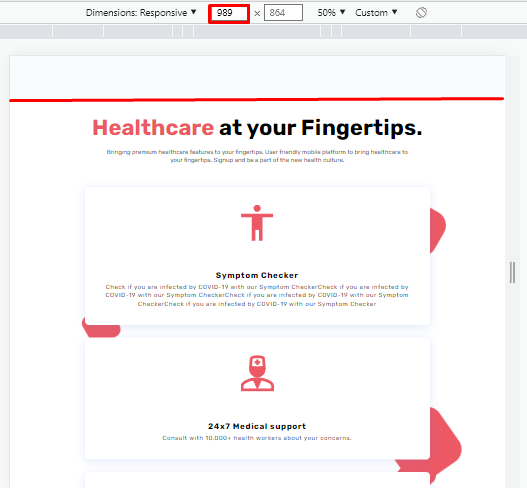 Dimensions: Responsive ▼ 989 × 864 50% ▼ Custom ▼
Healthcare at your Fingertips.
Bringing premium healthcare features to your fingertips. User friendly mobile platform to bring healthcare to
your fingertips. Signup and be a part of the new health culture.
Symptom Checker
Check if you are infected by COVID-19 with our Symptom CheckerCheck if you are infected by
COVID-19 with our Symptom CheckerCheck if you are infected by COVID-19 with our Symptom
CheckerCheck if you are infected by COVID-19 with our Symptom Checker
24x7 Medical support
Consult with 10,000+ health workers about your concerns.